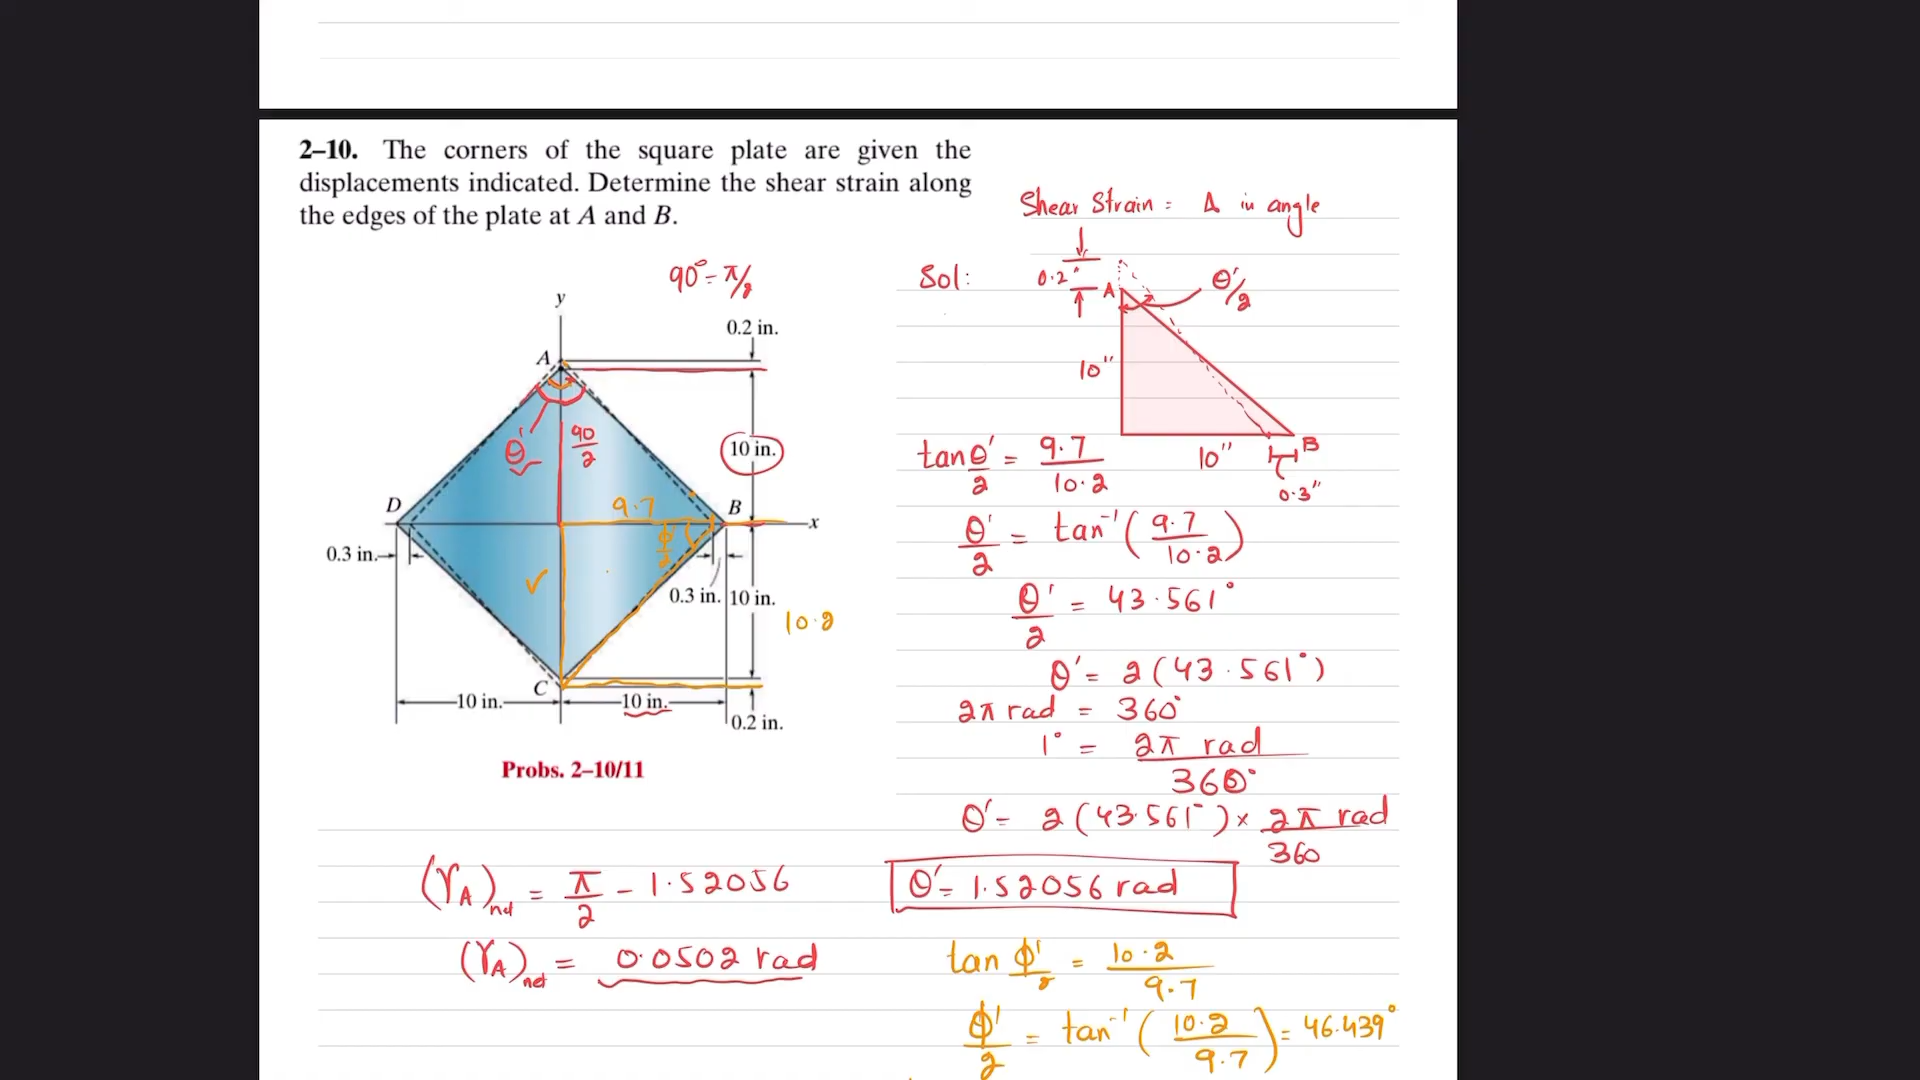 2–10. The corners of the square plate are given the
displacements indicated. Determine the shear strain along
the edges of the plate at A and B.
90° = π/2
y
0.2 in.
A
θ'
90/2
10 in.
D
9.7
B
x
0.3 in.
φ'/2
✓
0.3 in.
10 in.
10.2
C
10 in.
10 in.
0.2 in.
Probs. 2–10/11
Shear Strain = Δ in angle
Sol:
0.2"
A
θ'/2
10"
10"
B
0.3"
tan θ'/2 = 9.7/10.2
θ'/2 = tan⁻¹(9.7/10.2)
θ'/2 = 43.561°
θ' = 2(43.561°)
2π rad = 360°
1° = 2π rad/360°
θ' = 2(43.561°) × 2π rad/360
θ' = 1.52056 rad
(γA)net = π/2 - 1.52056
(γA)net = 0.0502 rad
tan φ'/2 = 10.2/9.7
φ'/2 = tan⁻¹(10.2/9.7) = 46.439°